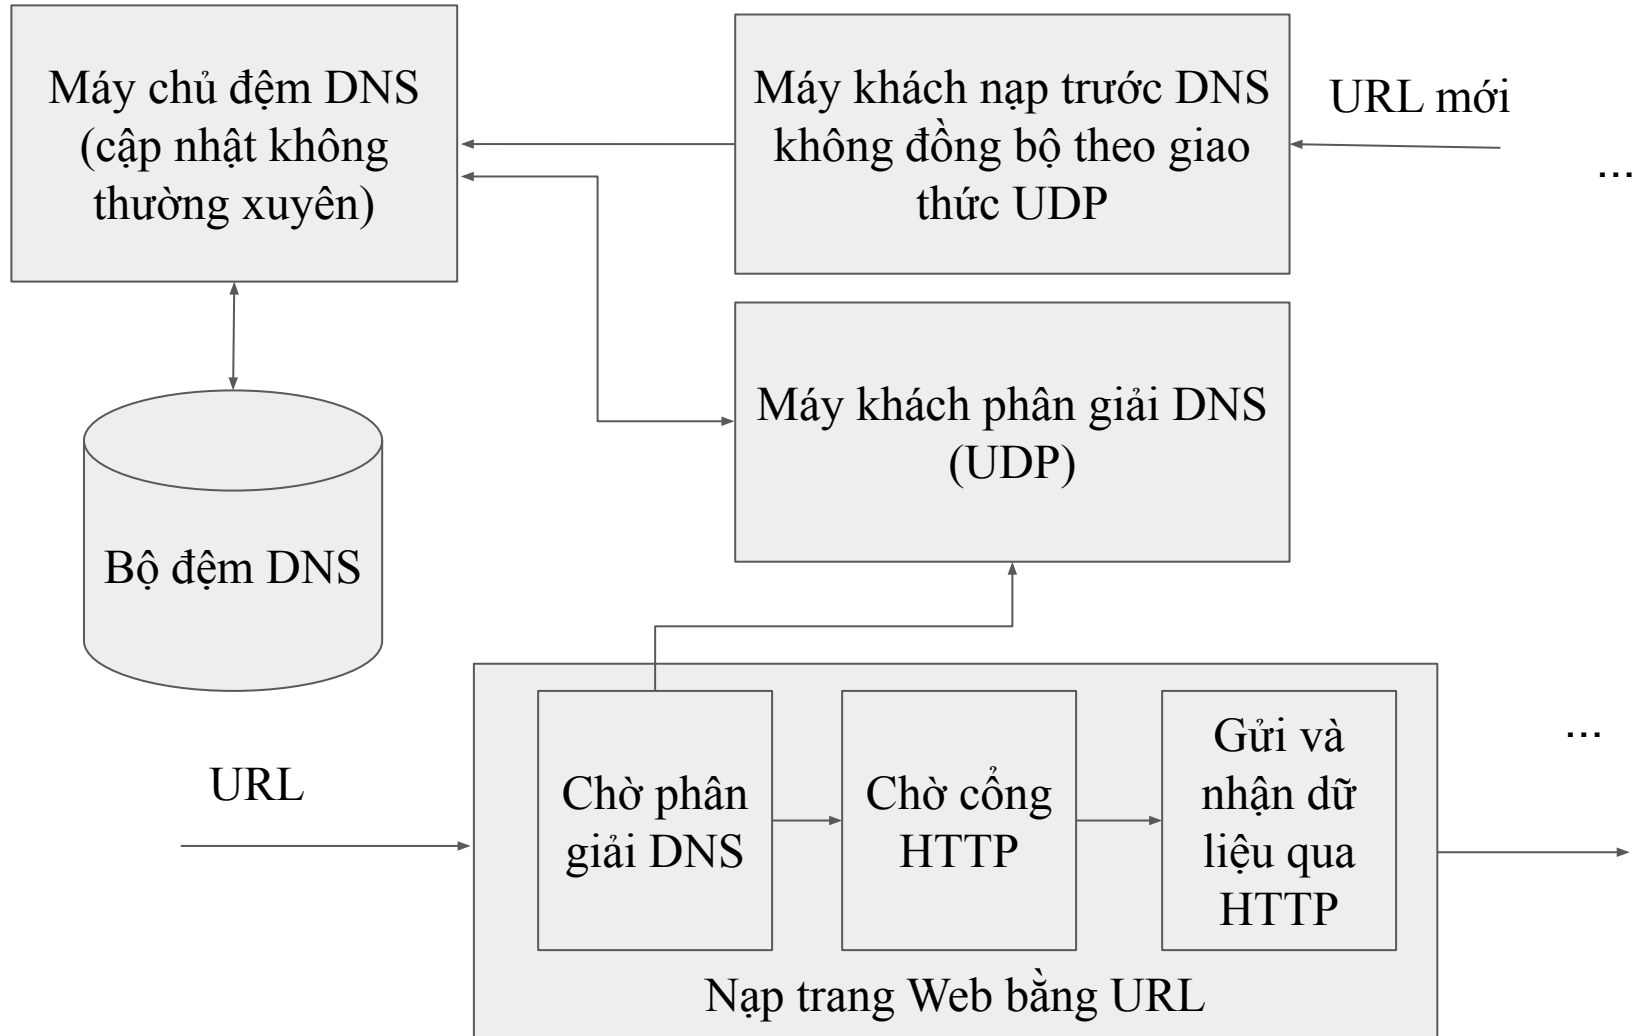 Máy chủ đệm DNS
(cập nhật không
thường xuyên)
Máy khách nạp trước DNS
không đồng bộ theo giao
thức UDP
URL mới
...
Máy khách phân giải DNS
(UDP)
Bộ đệm DNS
URL
Chờ phân
giải DNS
Chờ cổng
HTTP
Gửi và
nhận dữ
liệu qua
HTTP
...
Nạp trang Web bằng URL